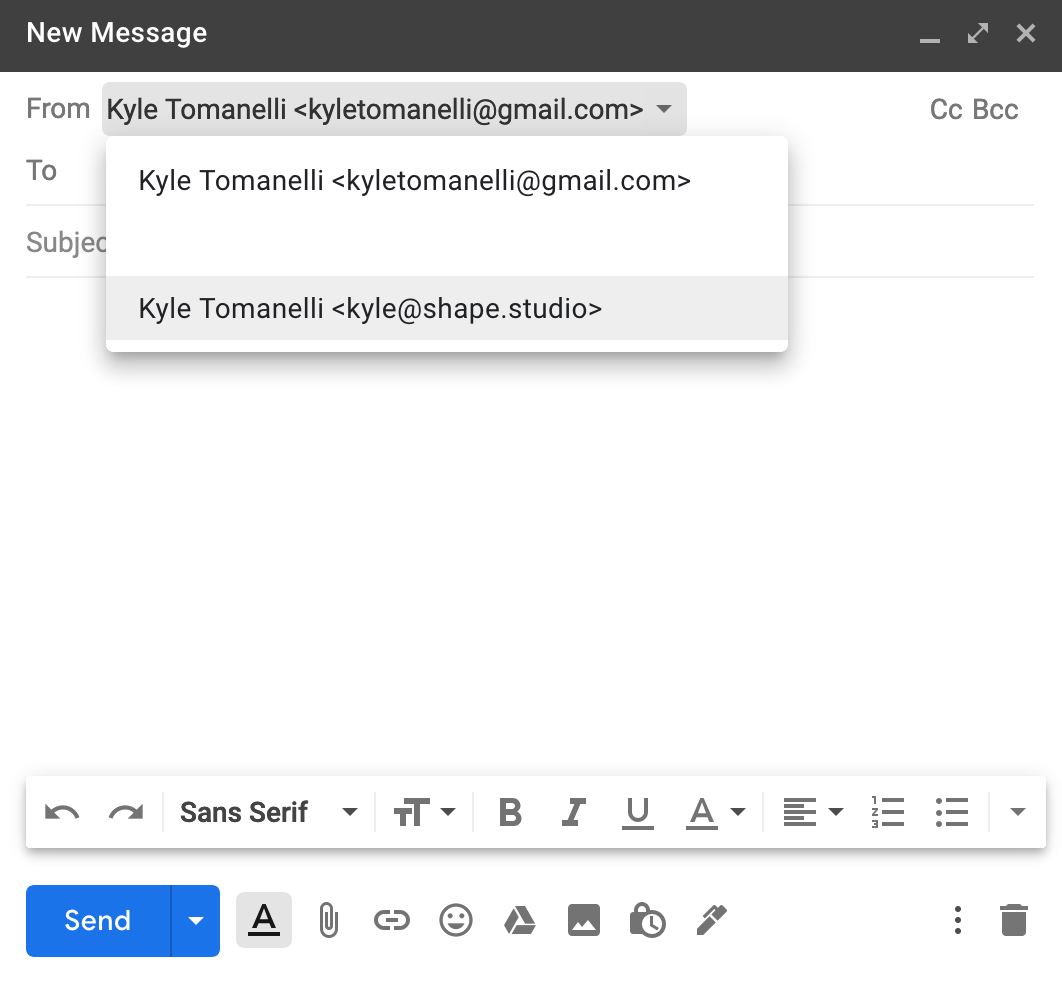 New Message
From Kyle Tomanelli <kyletomanelli@gmail.com> Cc Bcc
To
Kyle Tomanelli <kyletomanelli@gmail.com>
Subjec
Kyle Tomanelli <kyle@shape.studio>
Sans Serif
Send